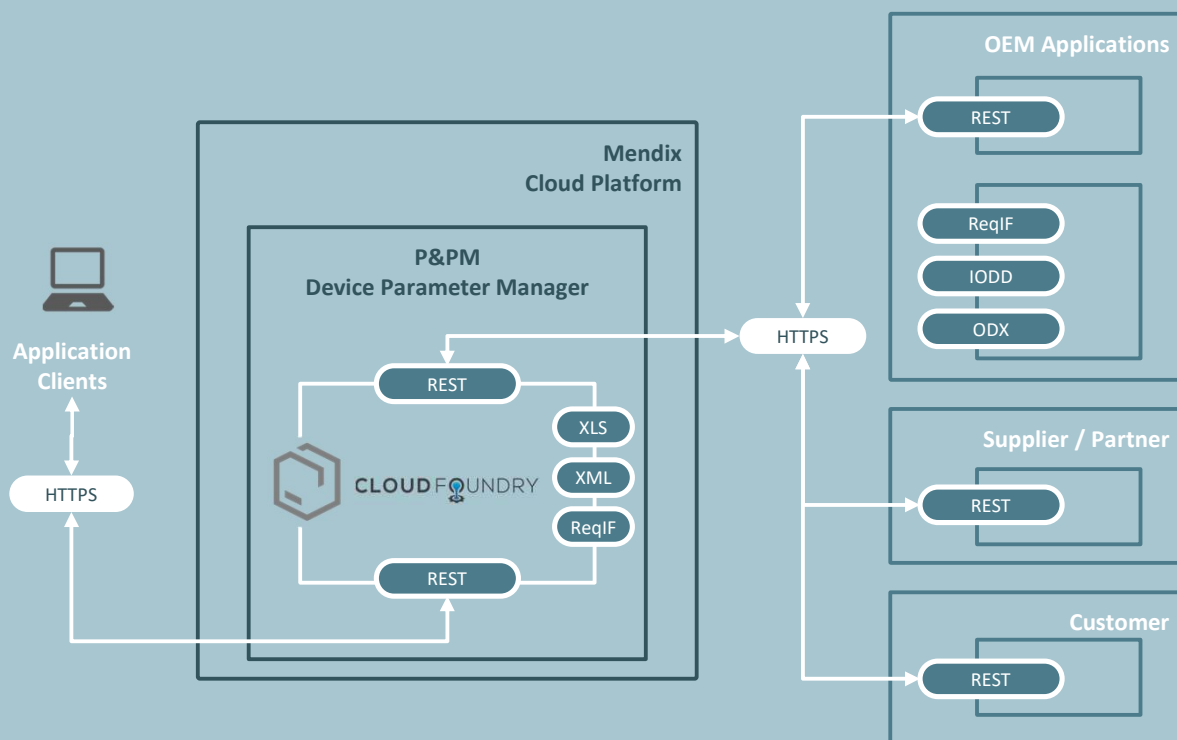 OEM Applications
REST
ReqIF
IODD
ODX
Mendix
Cloud Platform
P&PM
Device Parameter Manager
REST
XLS
XML
ReqIF
CLOUDFOUNDRY
REST
Application
Clients
HTTPS
HTTPS
Supplier / Partner
REST
Customer
REST